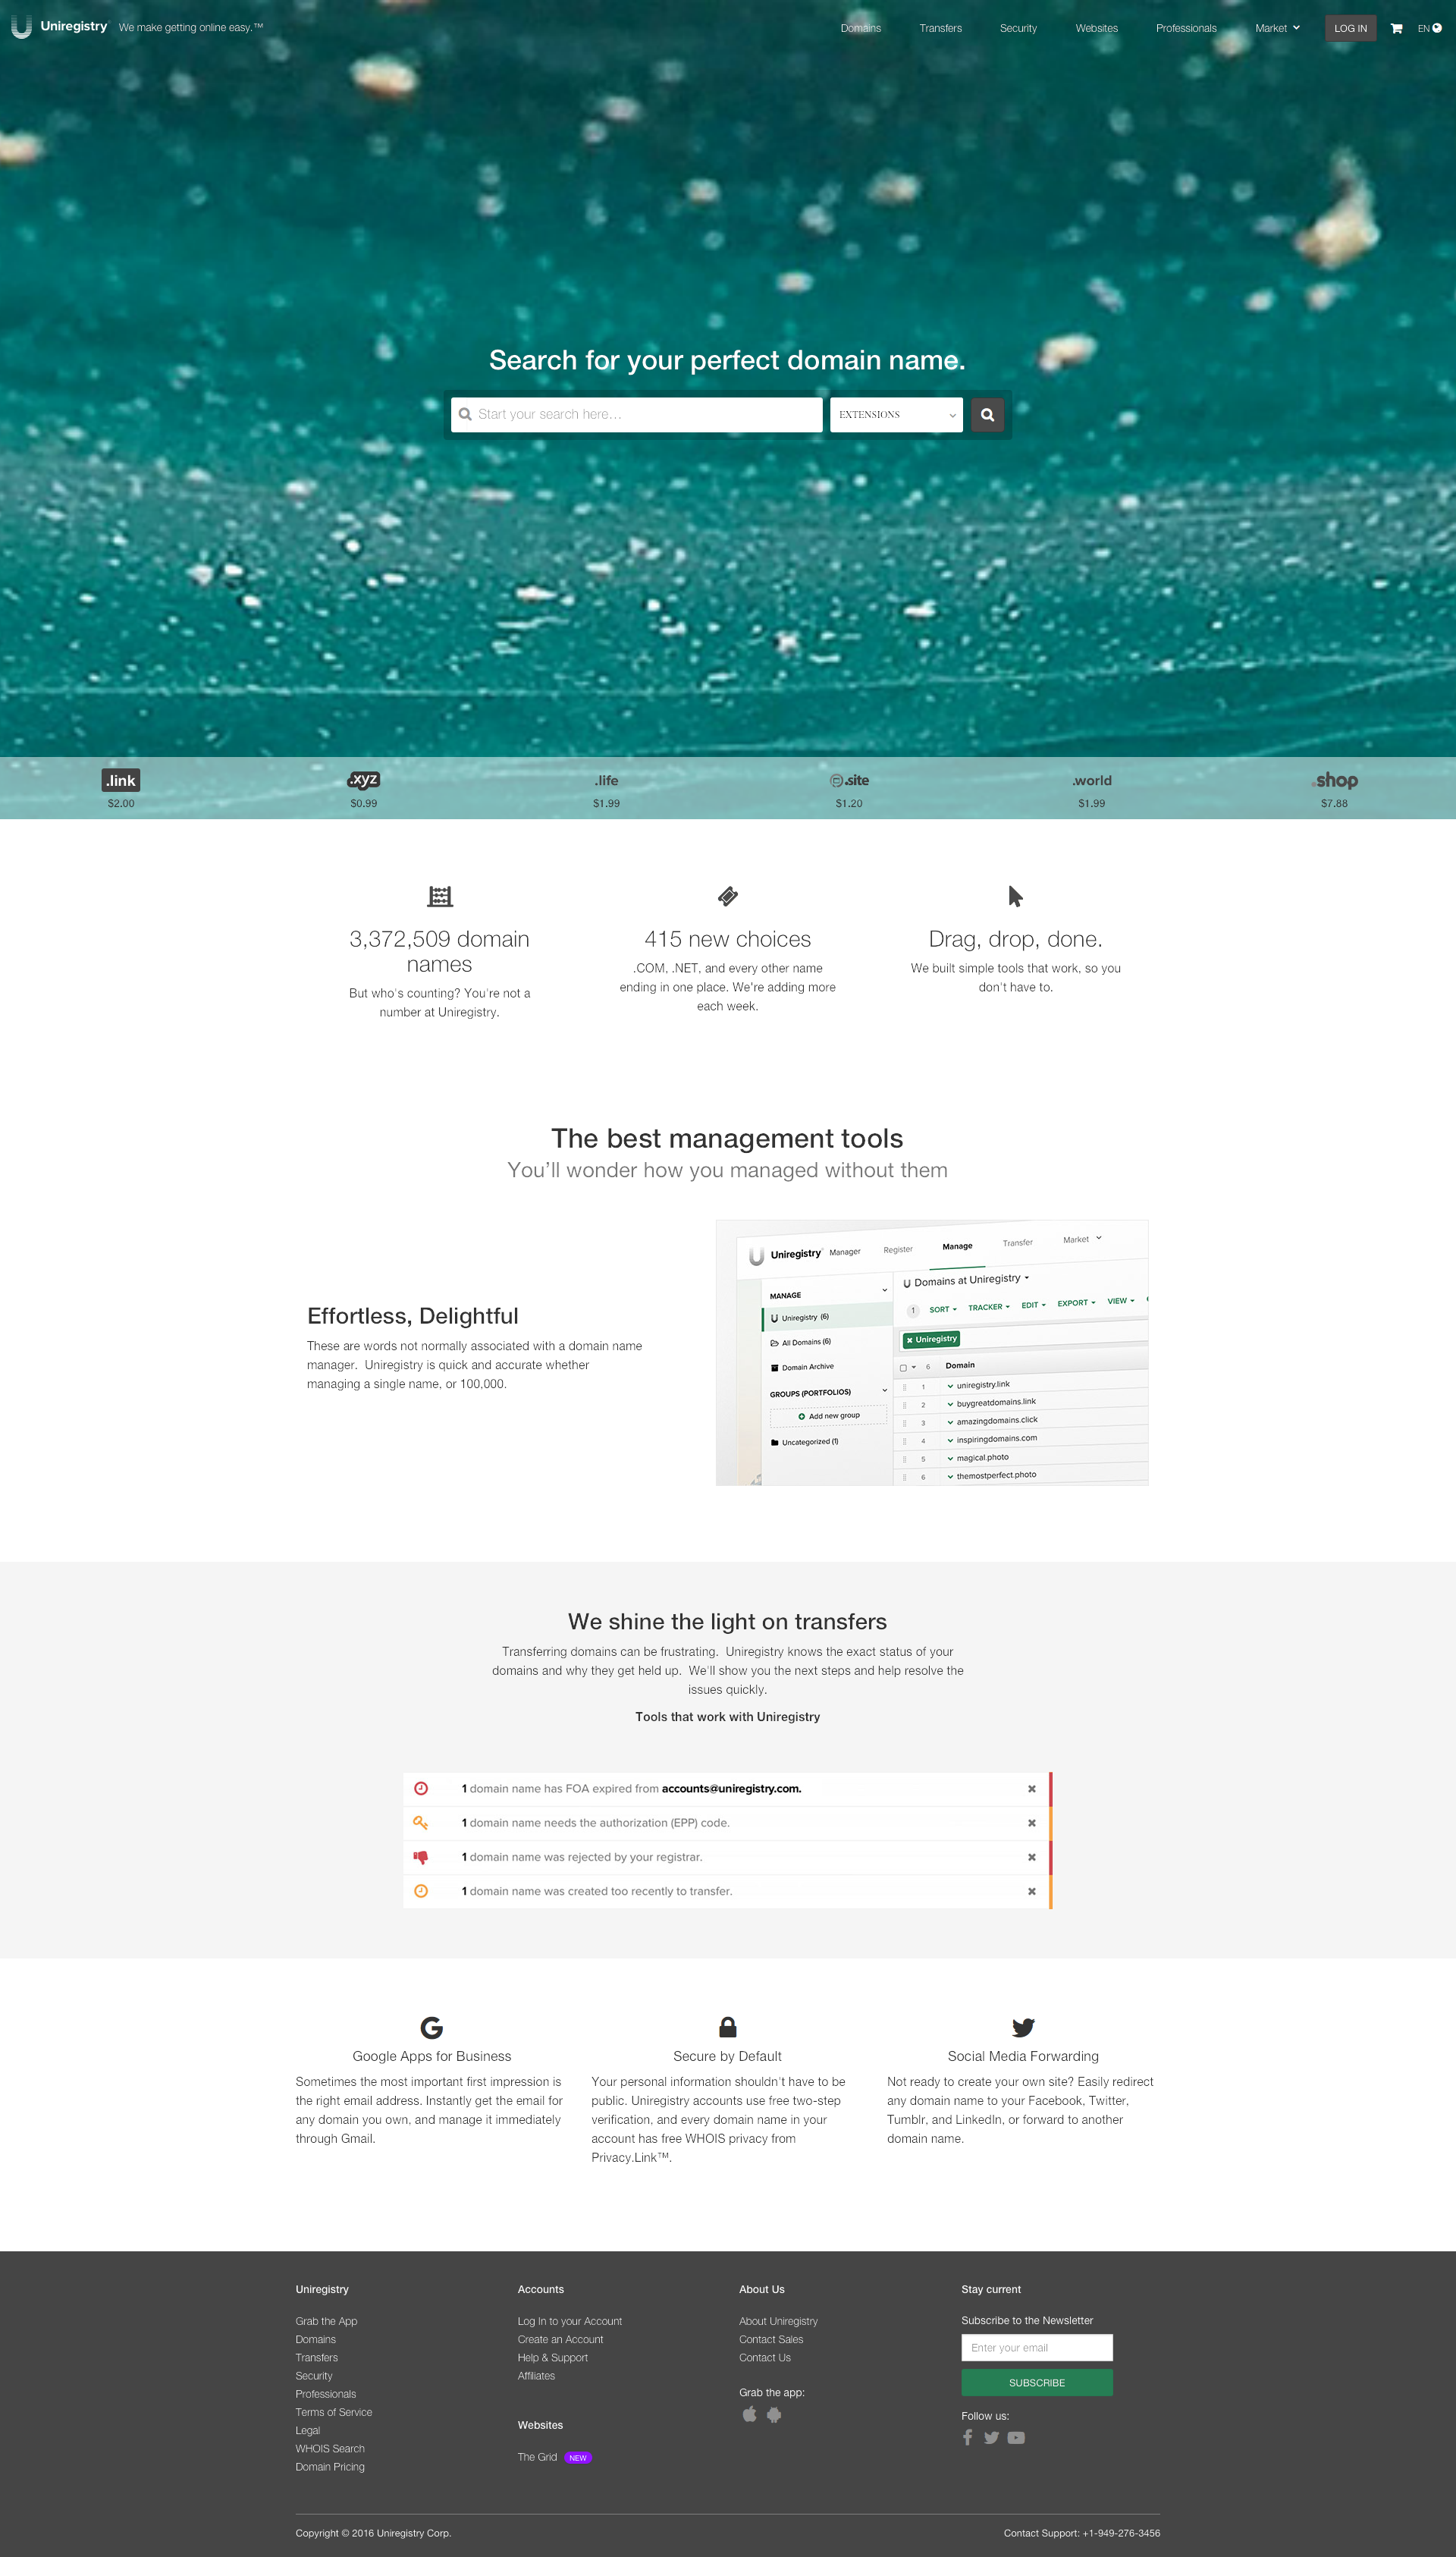 Uniregistry We make getting online easy.™ Domains Transfers Security Websites Professionals Market LOG IN EN
Search for your perfect domain name.
Start your search here... EXTENSIONS
.link .xyz .life .site .world .shop
$2.00 $0.99 $1.99 $1.20 $1.99 $7.88
3,372,509 domain
names
But who's counting? You're not a
number at Uniregistry.
415 new choices
.COM, .NET, and every other name
ending in one place. We're adding more
each week.
Drag, drop, done.
We built simple tools that work, so you
don't have to.
The best management tools
You'll wonder how you managed without them
Effortless, Delightful
These are words not normally associated with a domain name
manager. Uniregistry is quick and accurate whether
managing a single name, or 100,000.
Uniregistry Manager Register Manage Transfer Market
MANAGE
Uniregistry (6)
All Domains (6)
Domain Archive
GROUPS (PORTFOLIOS)
Add new group
Uncategorized (1)
Domains at Uniregistry
1 SORT TRACKER EDIT EXPORT VIEW
Uniregistry
6 Domain
1 uniregistry.link
2 buygreatdomains.link
3 amazingdomains.click
4 inspiringdomains.com
5 magical.photo
6 themostperfect.photo
We shine the light on transfers
Transferring domains can be frustrating. Uniregistry knows the exact status of your
domains and why they get held up. We'll show you the next steps and help resolve the
issues quickly.
Tools that work with Uniregistry
1 domain name has FOA expired from accounts@uniregistry.com.
1 domain name needs the authorization (EPP) code.
1 domain name was rejected by your registrar.
1 domain name was created too recently to transfer.
Google Apps for Business
Sometimes the most important first impression is
the right email address. Instantly get the email for
any domain you own, and manage it immediately
through Gmail.
Secure by Default
Your personal information shouldn't have to be
public. Uniregistry accounts use free two-step
verification, and every domain name in your
account has free WHOIS privacy from
Privacy.Link™.
Social Media Forwarding
Not ready to create your own site? Easily redirect
any domain name to your Facebook, Twitter,
Tumblr, and LinkedIn, or forward to another
domain name.
Uniregistry
Grab the App
Domains
Transfers
Security
Professionals
Terms of Service
Legal
WHOIS Search
Domain Pricing
Accounts
Log In to your Account
Create an Account
Help & Support
Affiliates
Websites
The Grid NEW
About Us
About Uniregistry
Contact Sales
Contact Us
Grab the app:
Stay current
Subscribe to the Newsletter
Enter your email
SUBSCRIBE
Follow us:
Copyright © 2016 Uniregistry Corp. Contact Support: +1-949-276-3456